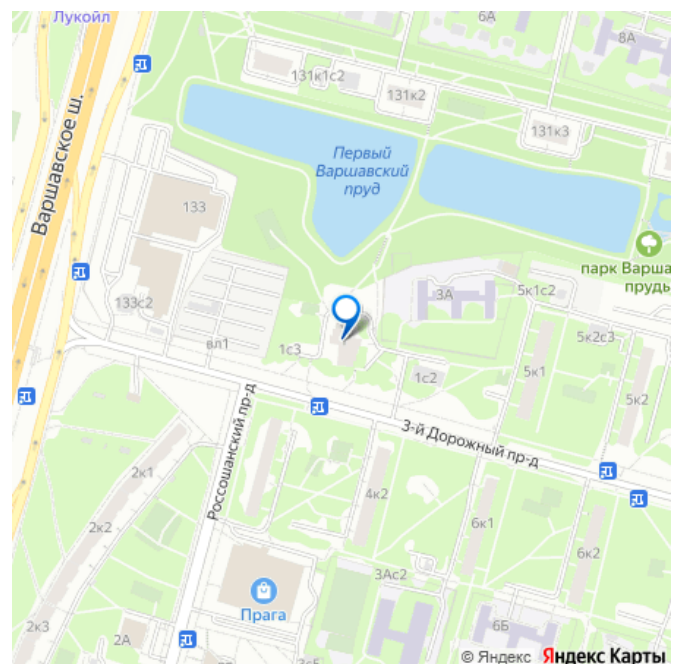 Лукойл
6А
8А
131к1с2
131к2
131к3
Варшавское ш.
Первый
Варшавский
пруд
133
парк Варша
пруды
3А
5к1с2
133с2
вл1
1с3
5к2с3
1с2
5к1
5к2
Россошанский пр-д
3-й Дорожный пр-д
2к1
4к2
2к2
6к1
6к2
3Ас2
Прага
2к3
2А
6Б
© Яндекс Яндекс Карты